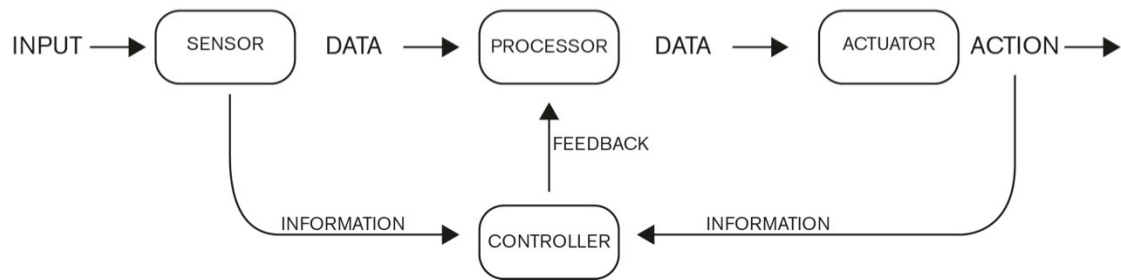 INPUT
SENSOR
DATA
PROCESSOR
DATA
ACTUATOR
ACTION
FEEDBACK
INFORMATION
CONTROLLER
INFORMATION